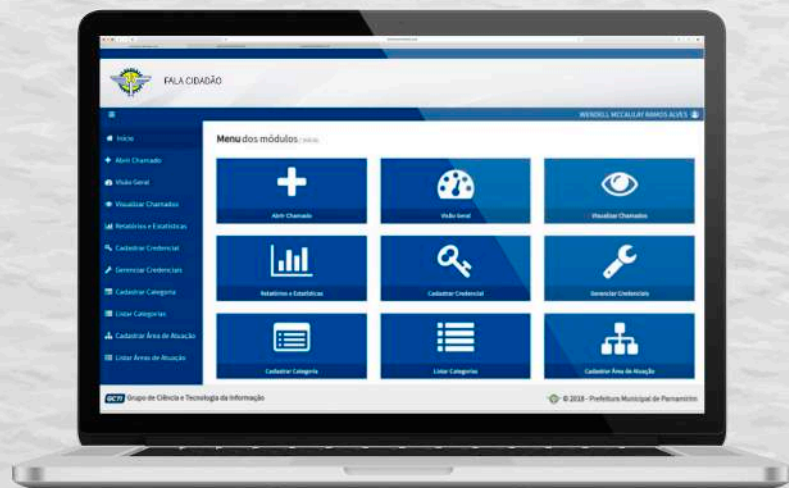 FALA CIDADÃO
WENDELL MCCAULAY RAMOS ALVES
Início
Menu dos módulos / Início
Abrir Chamado
Visão Geral
Visualizar Chamados
Relatórios e Estatísticas
Cadastrar Credencial
Gerenciar Credenciais
Cadastrar Categoria
Listar Categorias
Cadastrar Área de Atuação
Listar Áreas de Atuação
Abrir Chamado
Visão Geral
Visualizar Chamados
Relatórios e Estatísticas
Cadastrar Credencial
Gerenciar Credenciais
Cadastrar Categoria
Listar Categorias
Cadastrar Área de Atuação
GCTI Grupo de Ciência e Tecnologia da Informação
© 2018 - Prefeitura Municipal de Parnamirim